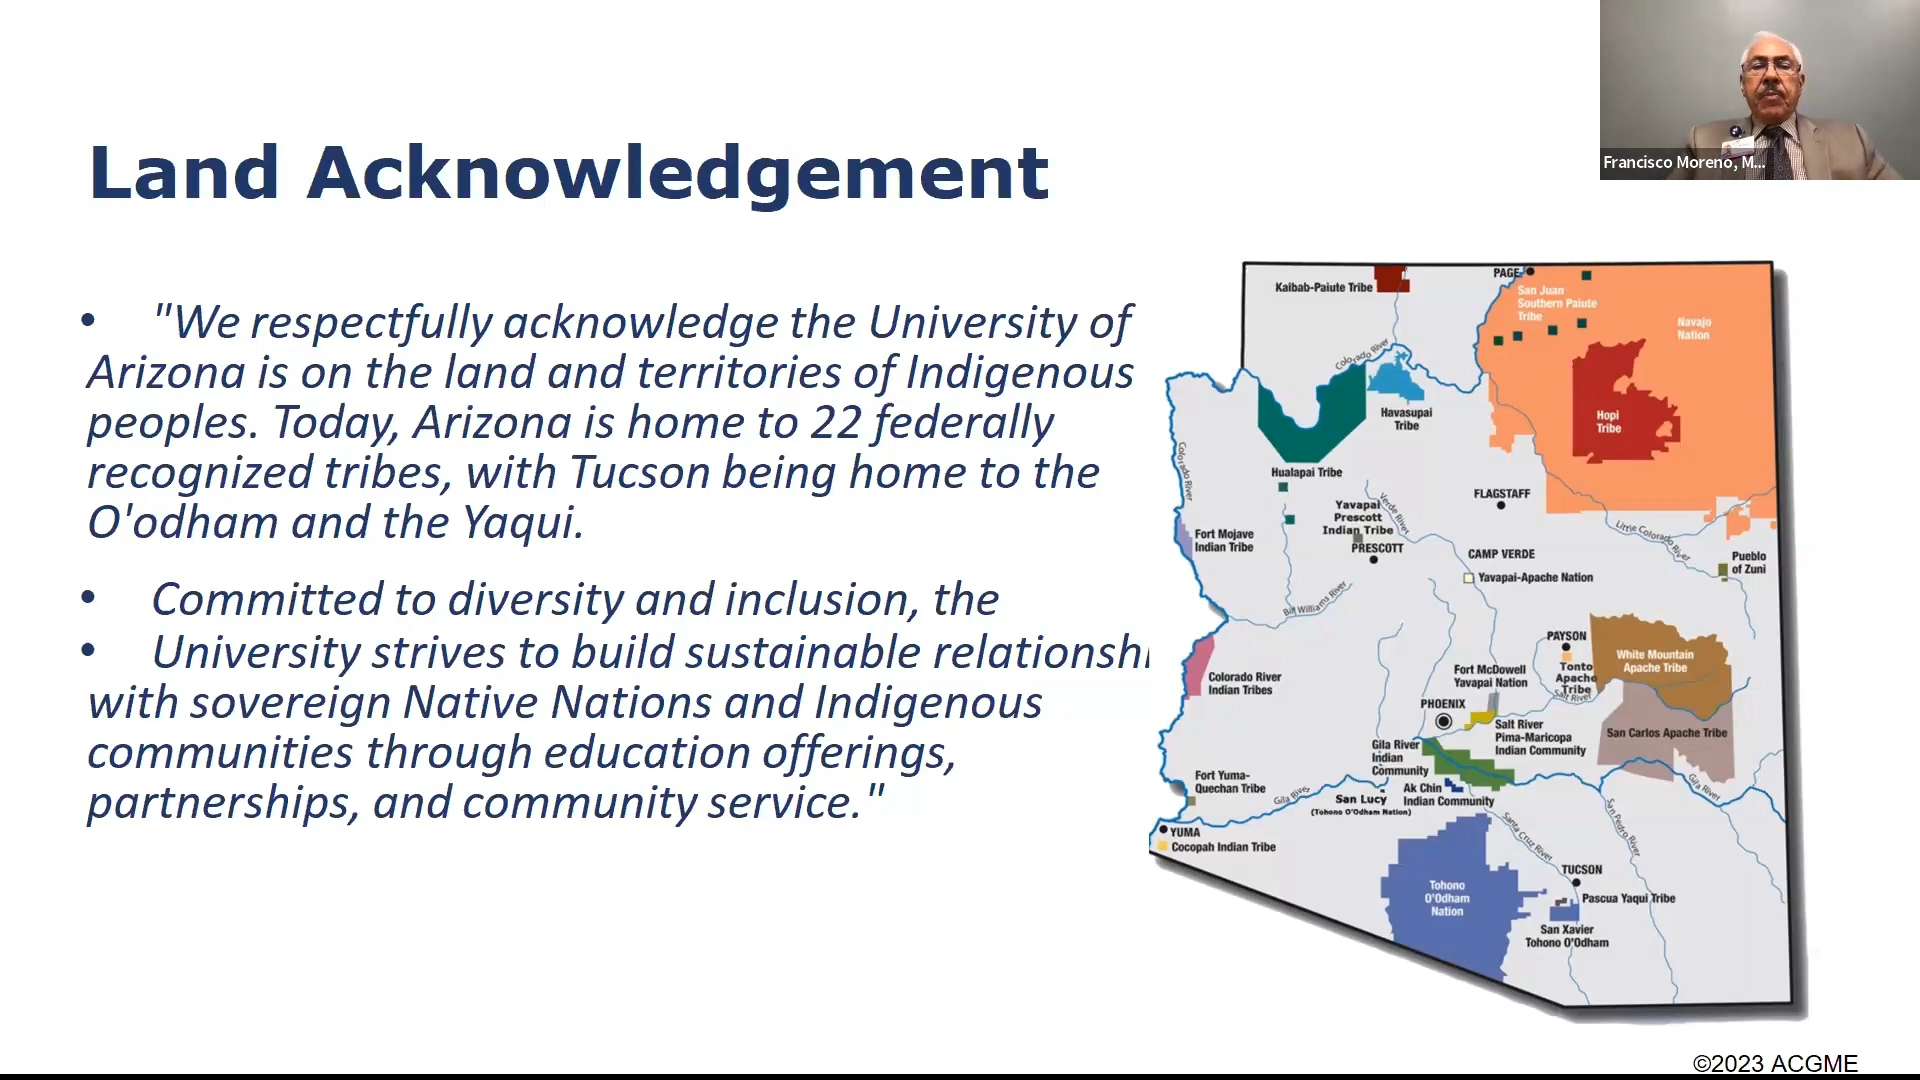 Francisco Moreno, M...
Land Acknowledgement
• "We respectfully acknowledge the University of
Arizona is on the land and territories of Indigenous
peoples. Today, Arizona is home to 22 federally
recognized tribes, with Tucson being home to the
O'odham and the Yaqui.
• Committed to diversity and inclusion, the
• University strives to build sustainable relationshi
with sovereign Native Nations and Indigenous
communities through education offerings,
partnerships, and community service."
Kaibab-Paiute Tribe
PAGE
San Juan
Southern Paiute
Tribe
Navajo
Nation
Colorado River
Havasupai
Tribe
Hopi
Tribe
Colorado River
Hualapai Tribe
FLAGSTAFF
Yavapai
Prescott
Indian Tribe
Verde River
PRESCOTT
Fort Mojave
Indian Tribe
Little Colorado River
CAMP VERDE
Yavapai-Apache Nation
Pueblo
of Zuni
Bill Williams River
PAYSON
Tonto
Apache
Tribe
White Mountain
Apache Tribe
Colorado River
Indian Tribes
Fort McDowell
Yavapai Nation
Salt River
PHOENIX
Salt River
Pima-Maricopa
Indian Community
San Carlos Apache Tribe
Gila River
Indian
Community
Fort Yuma-
Quechan Tribe
Gila River
Ak Chin
Indian Community
San Lucy
(Tohono O'Odham Nation)
Gila River
Santa Cruz River
San Pedro River
YUMA
Cocopah Indian Tribe
Tohono
O'Odham
Nation
TUCSON
Pascua Yaqui Tribe
San Xavier
Tohono O'Odham
©2023 ACGME